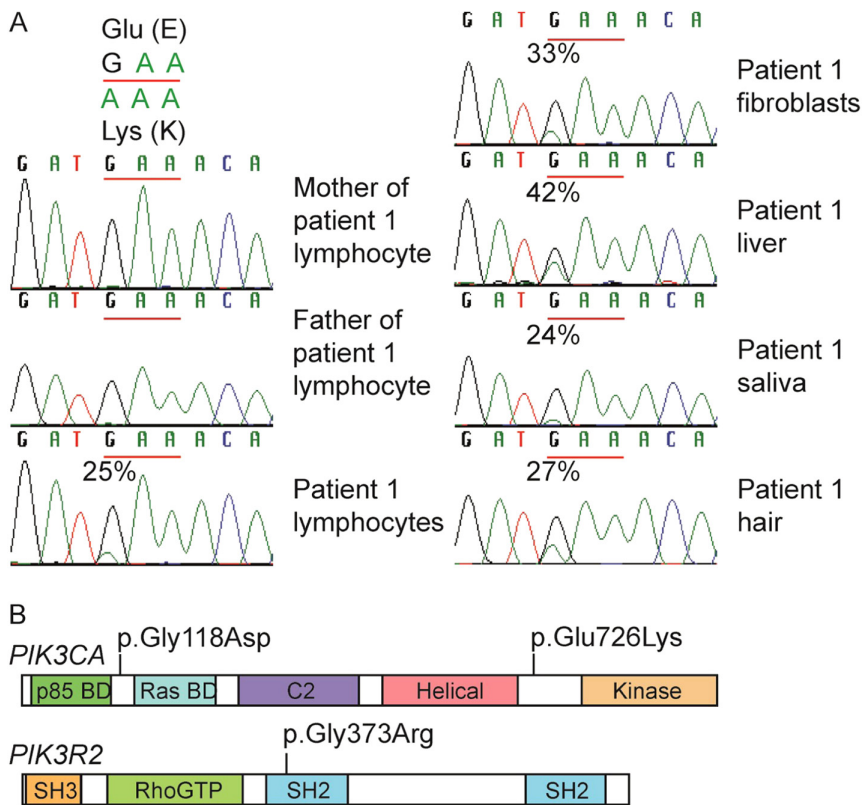 A
Glu (E)
G A A
A A A
Lys (K)
G A T G A A A C A
Mother of
patient 1
lymphocyte
G A T G A A A C A
Father of
patient 1
lymphocyte
G A T G A A A C A
25%
Patient 1
lymphocytes
G A T G A A A C A
33%
Patient 1
fibroblasts
G A T G A A A C A
42%
Patient 1
liver
G A T G A A A C A
24%
Patient 1
saliva
G A T G A A A C A
27%
Patient 1
hair
B
p.Gly118Asp p.Glu726Lys
PIK3CA
p85 BD Ras BD C2 Helical Kinase
p.Gly373Arg
PIK3R2
SH3 RhoGTP SH2 SH2